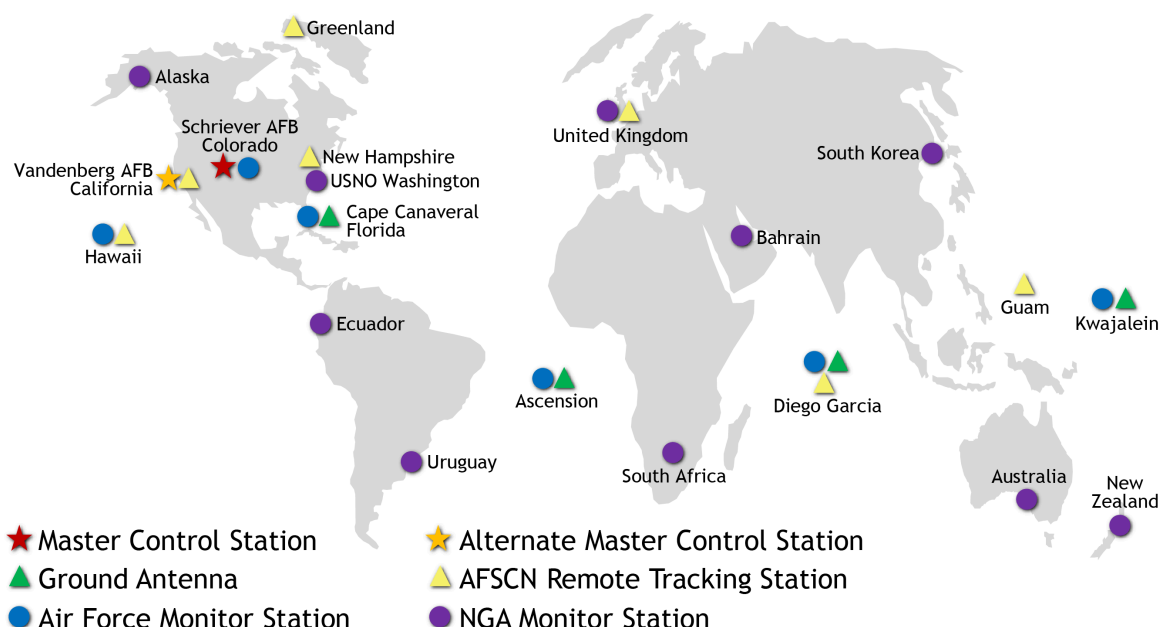 Greenland
Alaska
Schriever AFB
Colorado
Vandenberg AFB
California
New Hampshire
USNO Washington
Cape Canaveral
Florida
Hawaii
United Kingdom
South Korea
Bahrain
Guam
Kwajalein
Ecuador
Ascension
Diego Garcia
Uruguay
South Africa
Australia
New
Zealand
Master Control Station
Alternate Master Control Station
Ground Antenna
AFSCN Remote Tracking Station
Air Force Monitor Station
NGA Monitor Station